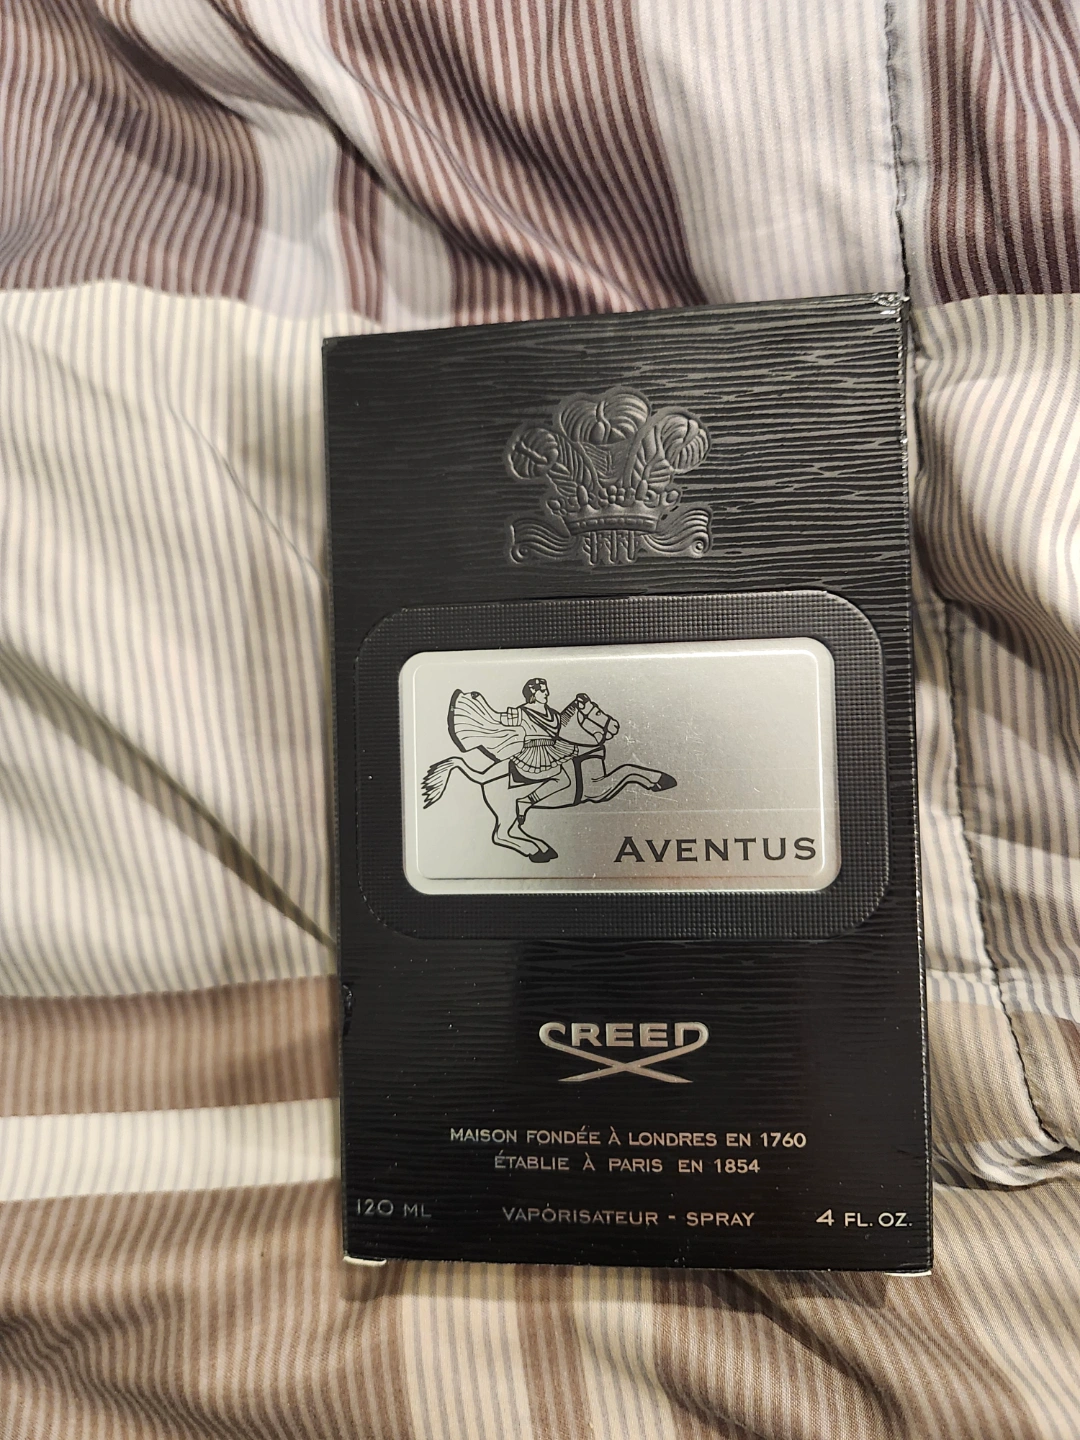 AVENTUS
CREED
MAISON FONDÉE À LONDRES EN 1760
ÉTABLIE À PARIS EN 1854
120 ML VAPORISATEUR - SPRAY 4 FL. OZ.